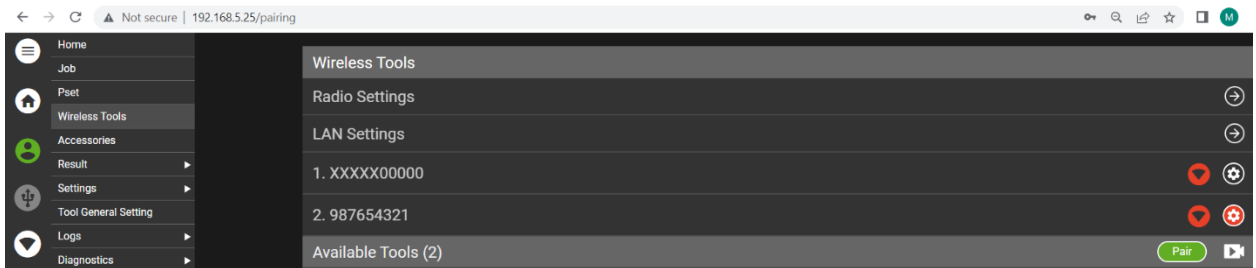 Not secure | 192.168.5.25/pairing
M
Home
Job
Pset
Wireless Tools
Accessories
Result
Settings
Tool General Setting
Logs
Diagnostics
Wireless Tools
Radio Settings
LAN Settings
1. XXXXX00000
2. 987654321
Available Tools (2)
Pair